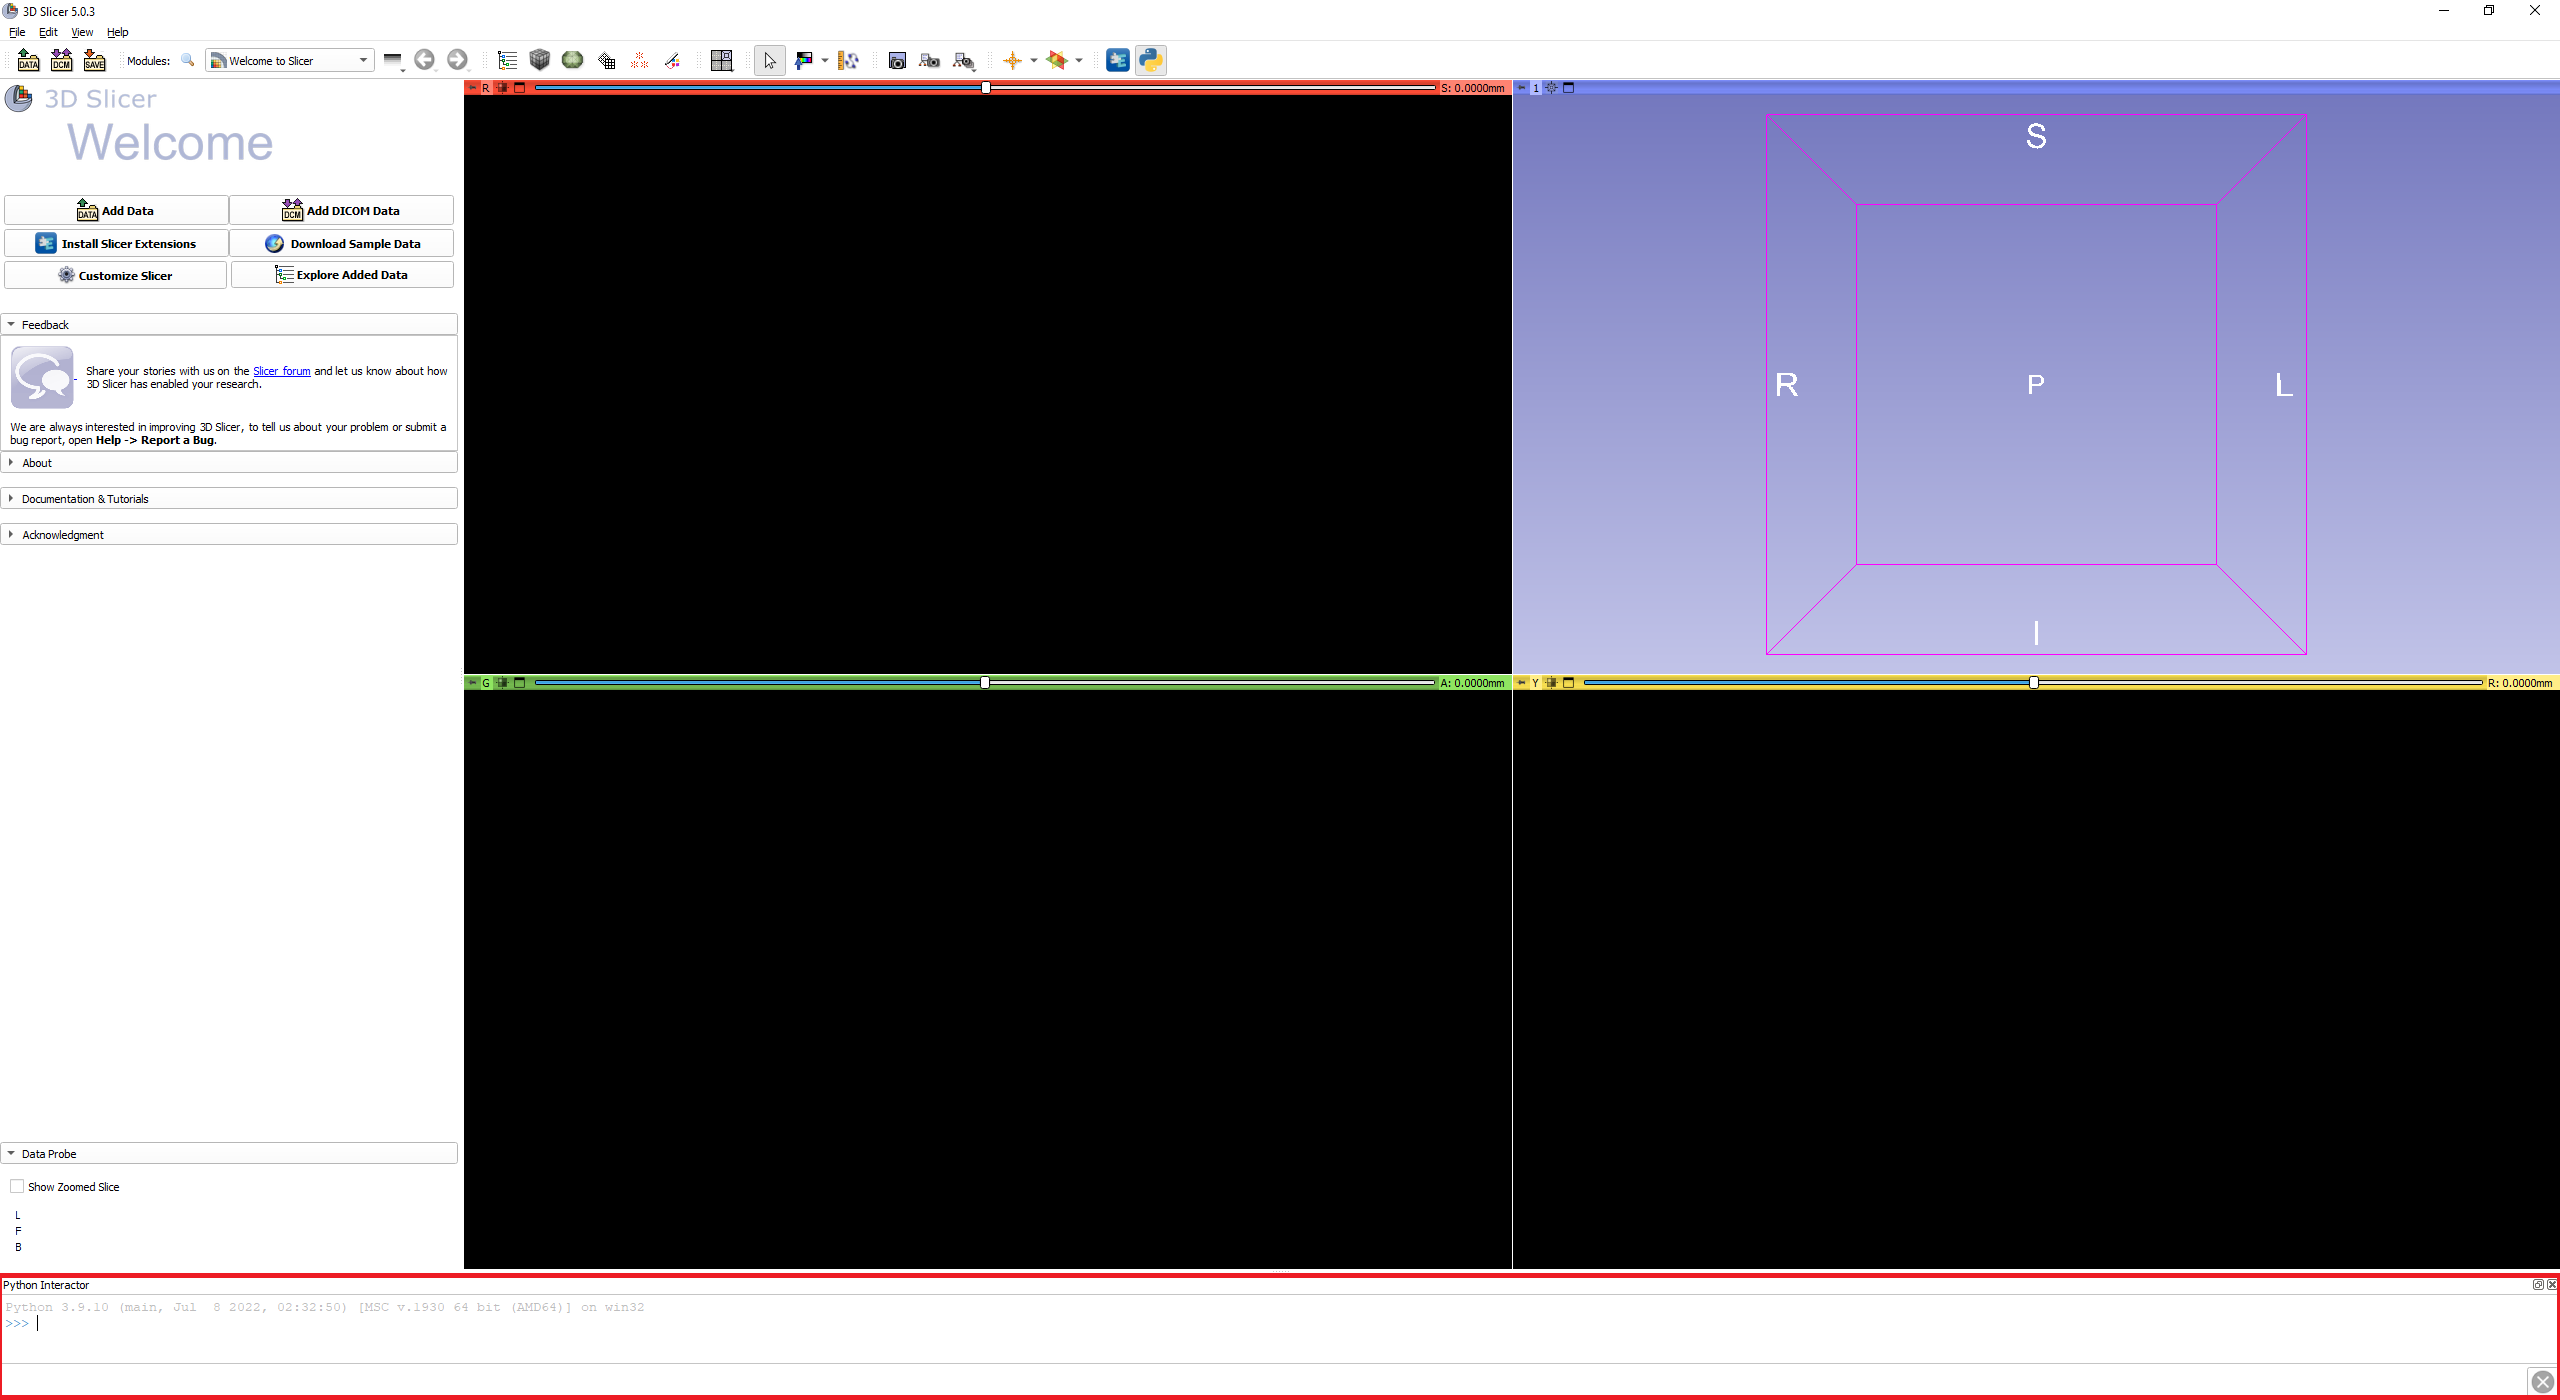 3D Slicer 5.0.3
File Edit View Help
DATA DCM SAVE Modules: Welcome to Slicer
3D Slicer
Welcome
DATA Add Data DCM Add DICOM Data
Install Slicer Extensions Download Sample Data
Customize Slicer Explore Added Data
Feedback
Share your stories with us on the Slicer forum and let us know about how
3D Slicer has enabled your research.
We are always interested in improving 3D Slicer, to tell us about your problem or submit a
bug report, open Help -> Report a Bug.
About
Documentation & Tutorials
Acknowledgment
Data Probe
Show Zoomed Slice
L
F
B
R S: 0.0000mm
1
S
R P L
I
G A: 0.0000mm
Y R: 0.0000mm
Python Interactor
Python 3.9.10 (main, Jul  8 2022, 02:32:50) [MSC v.1930 64 bit (AMD64)] on win32
>>>